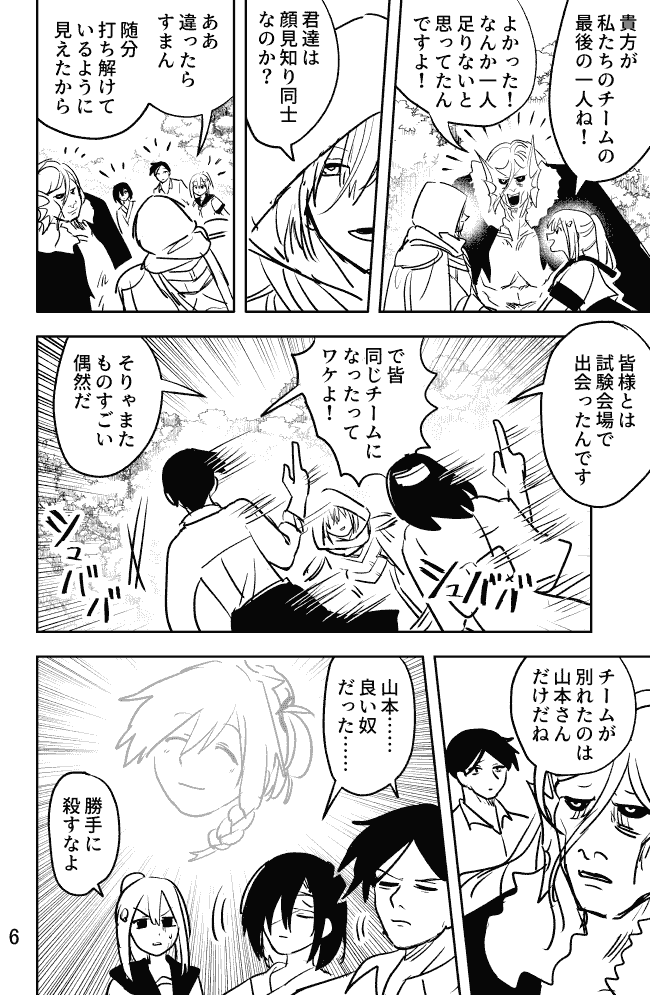 貴方が
私たちのチームの
最後の一人ね！
よかった！
なんか一人
足りないと
思ってたん
ですよ！
君達は
顔見知り同士
なのか？
ああ
違ったら
すまん
随分
打ち解けて
いるように
見えたから
皆様とは
試験会場で
出会ったんです
で皆
同じチームに
なったって
ワケよ！
そりゃまた
ものすごい
偶然だ
シュババ
シュババ
チームが
別れたのは
山本さん
だけだね
山本……
良い奴
だった……
勝手に
殺すなよ
6